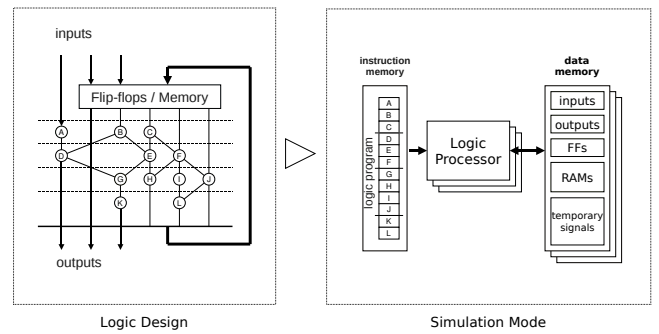 inputs
Flip-flops / Memory
A
B
C
D
E
F
G
H
I
J
K
L
outputs
Logic Design
instruction
memory
logic program
A
B
C
D
E
F
G
H
I
J
K
L
Logic
Processor
data
memory
inputs
outputs
FFs
RAMs
temporary
signals
Simulation Mode